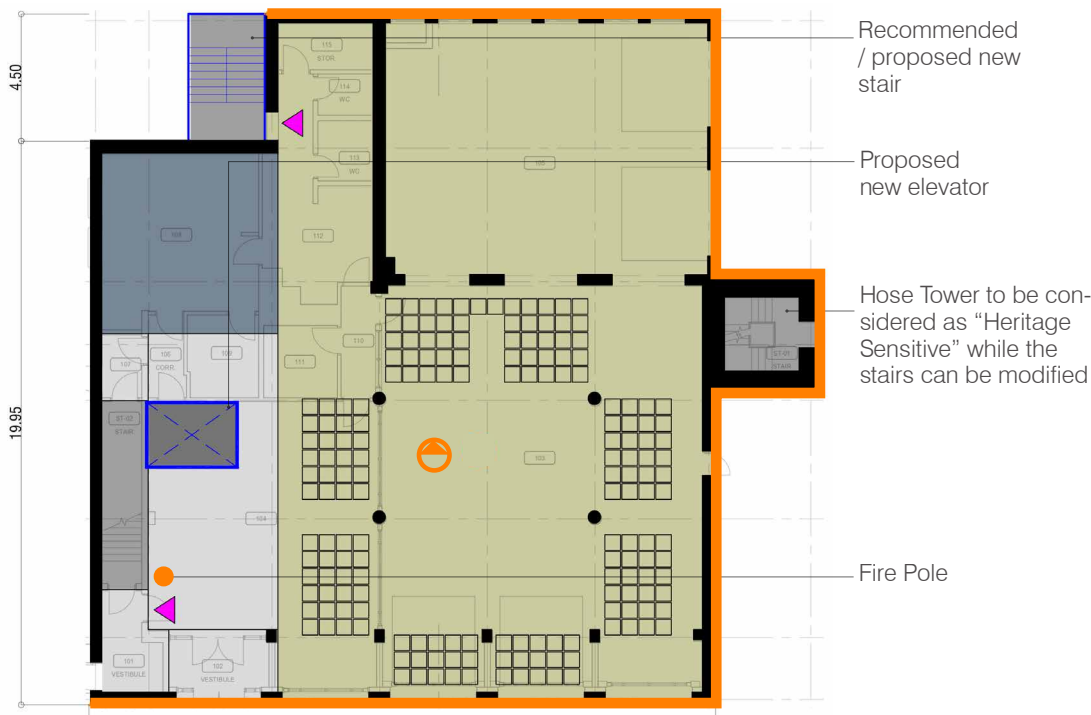 Recommended
/ proposed new
stair
Proposed
new elevator
Hose Tower to be con-
sidered as “Heritage
Sensitive” while the
stairs can be modified
Fire Pole
4.50
19.95
115
STOR
114
WC
113
WC
112
111
110
109
107
105
CORR.
ST-02
STAIR
ST-01
STAIR
103
104
101
VESTIBULE
102
VESTIBULE